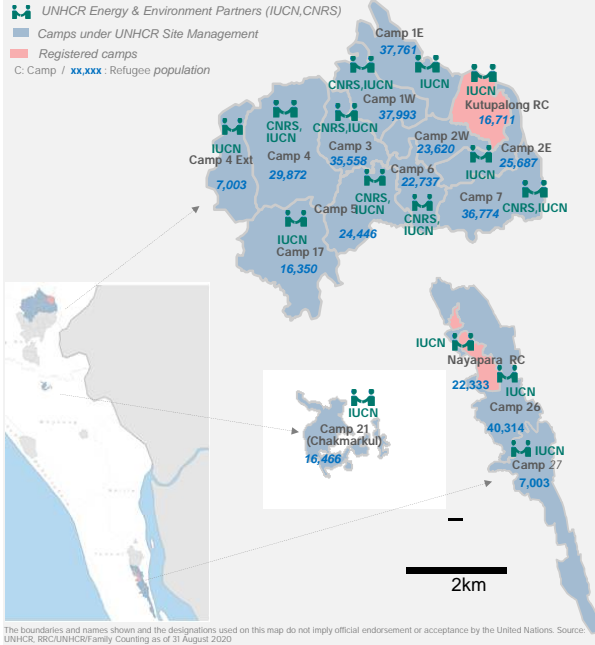 UNHCR Energy & Environment Partners (IUCN,CNRS)
Camps under UNHCR Site Management
Registered camps
C: Camp / xx,xxx : Refugee population
Camp 1E
37,761
CNRS,IUCN
IUCN
IUCN
Kutupalong RC
16,711
Camp 1W
37,993
CNRS,IUCN
CNRS,
IUCN
IUCN
Camp 4 Ext
7,003
Camp 4
29,872
Camp 3
35,558
Camp 2W
23,620
Camp 2E
25,687
IUCN
Camp 6
22,737
CNRS,
IUCN
CNRS,
IUCN
Camp 7
36,774
CNRS,IUCN
Camp 5
24,446
IUCN
Camp 17
16,350
IUCN
Nayapara RC
22,333
IUCN
Camp 26
40,314
IUCN
Camp 27
7,003
IUCN
Camp 21
(Chakmarkul)
16,466
2km
The boundaries and names shown and the designations used on this map do not imply official endorsement or acceptance by the United Nations. Source:
UNHCR, RRC/UNHCR/Family Counting as of 31 August 2020